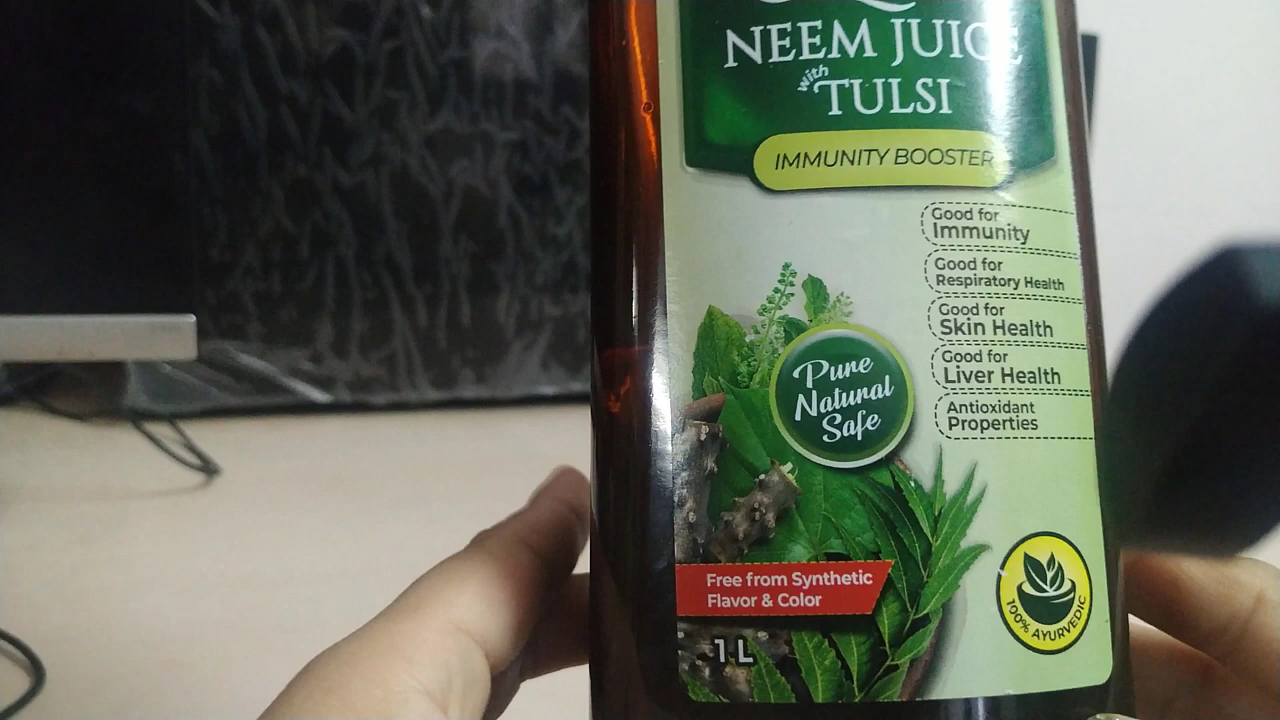 NEEM JUICE
with
TULSI
IMMUNITY BOOSTER
Good for
Immunity
Good for
Respiratory Health
Good for
Skin Health
Good for
Liver Health
Antioxidant
Properties
Pure
Natural
Safe
Free from Synthetic
Flavor & Color
1 L
100% AYURVEDIC